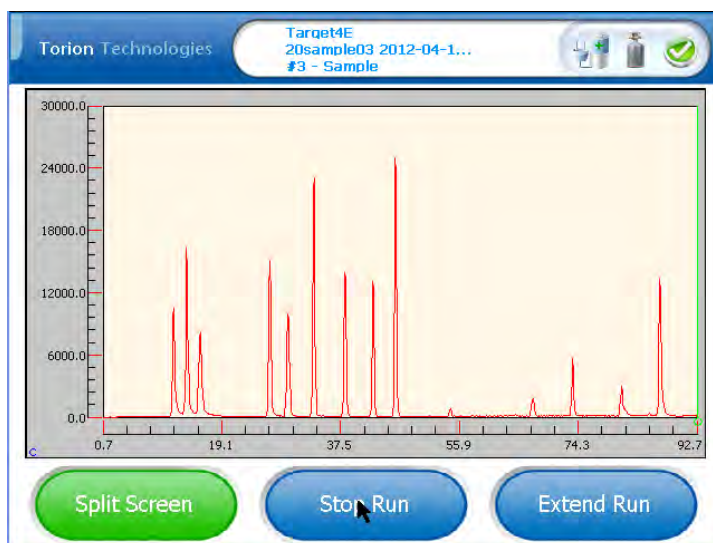 Torion Technologies
Target4E
20sample03 2012-04-1...
#3 - Sample
30000.0
24000.0
18000.0
12000.0
6000.0
0.0
C
0.7 19.1 37.5 55.9 74.3 92.7
Split Screen
Stop Run
Extend Run